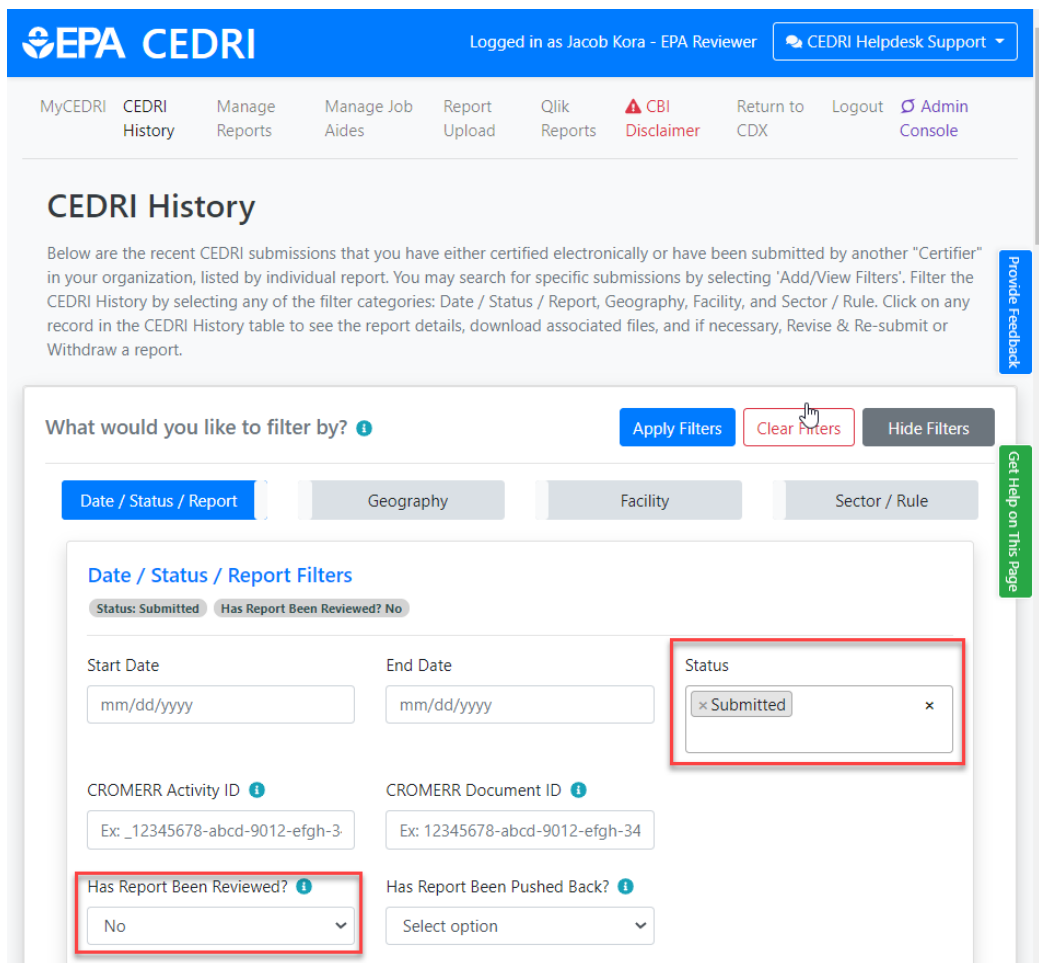 EPA CEDRI
Logged in as Jacob Kora - EPA Reviewer
CEDRI Helpdesk Support
MyCEDRI
CEDRI
History
Manage
Reports
Manage Job
Aides
Report
Upload
Qlik
Reports
CBI
Disclaimer
Return to
CDX
Logout
Admin
Console
CEDRI History
Below are the recent CEDRI submissions that you have either certified electronically or have been submitted by another "Certifier"
in your organization, listed by individual report. You may search for specific submissions by selecting 'Add/View Filters'. Filter the
CEDRI History by selecting any of the filter categories: Date / Status / Report, Geography, Facility, and Sector / Rule. Click on any
record in the CEDRI History table to see the report details, download associated files, and if necessary, Revise & Re-submit or
Withdraw a report.
Provide Feedback
What would you like to filter by?
Apply Filters
Clear Filters
Hide Filters
Get Help on This Page
Date / Status / Report
Geography
Facility
Sector / Rule
Date / Status / Report Filters
Status: Submitted
Has Report Been Reviewed? No
Start Date
End Date
Status
mm/dd/yyyy
mm/dd/yyyy
× Submitted ×
CROMERR Activity ID
CROMERR Document ID
Ex: _12345678-abcd-9012-efgh-3
Ex: 12345678-abcd-9012-efgh-34
Has Report Been Reviewed?
Has Report Been Pushed Back?
No
Select option